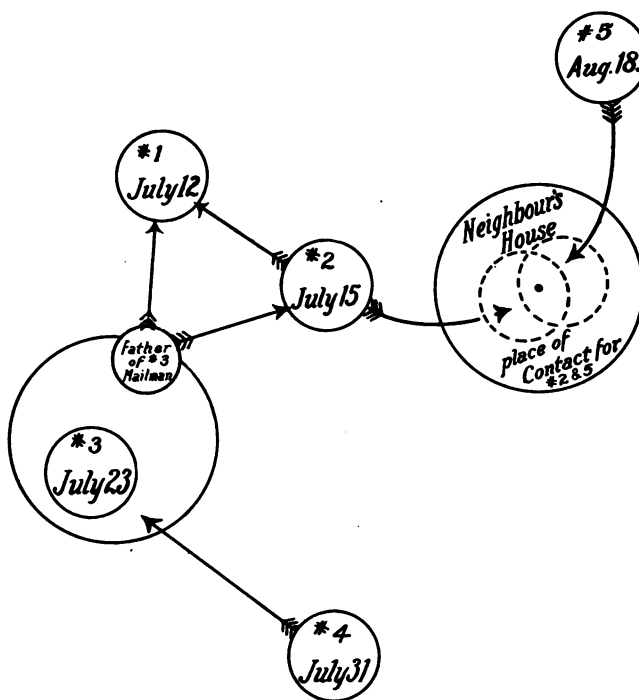 #5
Aug.18.
#1
July 12
Neighbour's
House
#2
July 15
Father
of #3
Mailman
place of
Contact for
#2 & 5
#3
July 23
#4
July 31